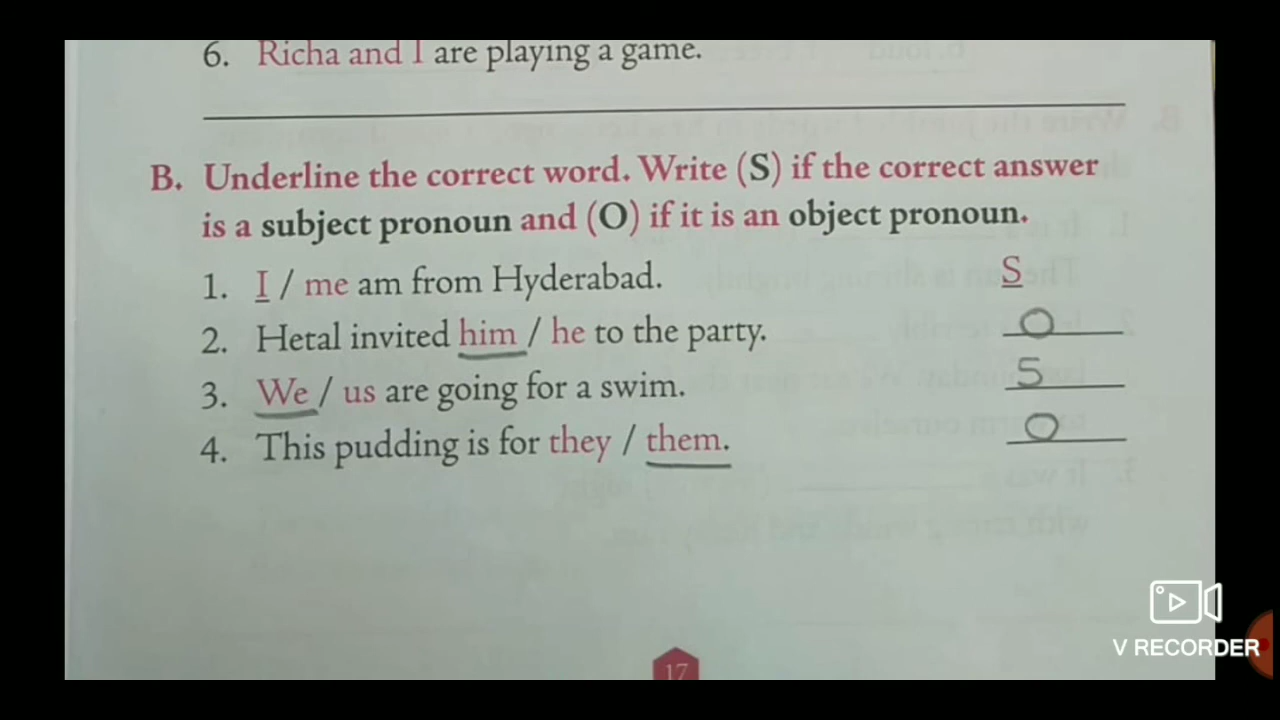 6. Richa and I are playing a game.
B. Underline the correct word. Write (S) if the correct answer
is a subject pronoun and (O) if it is an object pronoun.
1. I / me am from Hyderabad. S
2. Hetal invited him / he to the party. O
3. We / us are going for a swim. S
4. This pudding is for they / them. O
V RECORDER
17